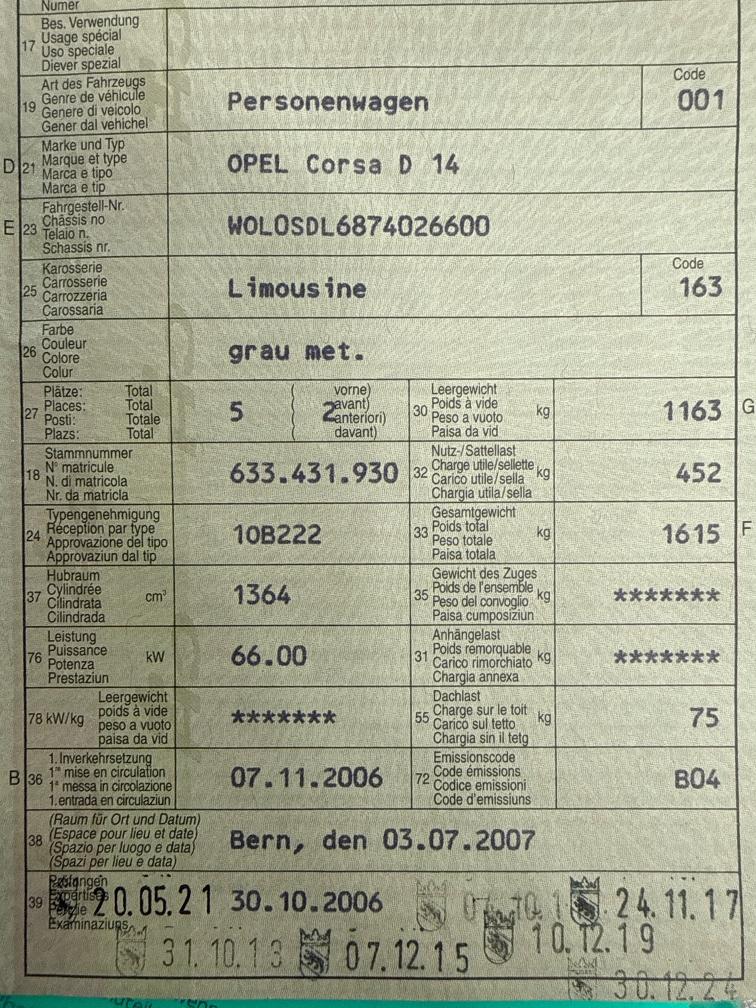 Numer
17 Bes. Verwendung
Usage spécial
Uso speciale
Diever spezial
19 Art des Fahrzeugs
Genre de véhicule
Genere di veicolo
Gener dal vehichel
Personenwagen
Code
001
D 21 Marke und Typ
Marque et type
Marca e tipo
Marca e tip
OPEL Corsa D 14
E 23 Fahrgestell-Nr.
Châssis no
Telaio n.
Schassis nr.
WOLOSDL6874026600
25 Karosserie
Carrosserie
Carrozzeria
Carossaria
Limousine
Code
163
26 Farbe
Couleur
Colore
Colur
grau met.
27 Plätze: Total
Places: Total
Posti: Totale
Plazs: Total
5 ( 2 vorne)
avant)
anteriori)
davant)
30 Leergewicht
Poids à vide
Peso a vuoto
Paisa da vid
kg
1163 G
18 Stammnummer
N° matricule
N. di matricola
Nr. da matricla
633.431.930
32 Nutz-/Sattellast
Charge utile/sellette
Carico utile/sella
Chargia utila/sella
kg
452
24 Typengenehmigung
Réception par type
Approvazione del tipo
Approvaziun dal tip
10B222
33 Gesamtgewicht
Poids total
Peso totale
Paisa totala
kg
1615 F
37 Hubraum
Cylindrée
Cilindrata
Cilindrada
cm³
1364
35 Gewicht des Zuges
Poids de l'ensemble
Peso del convoglio
Paisa cumposiziun
kg
*******
76 Leistung
Puissance
Potenza
Prestaziun
kW
66.00
31 Anhängelast
Poids remorquable
Carico rimorchiato
Chargia annexa
kg
*******
78 kW/kg Leergewicht
poids à vide
peso a vuoto
paisa da vid
*******
55 Dachlast
Charge sur le toit
Carico sul tetto
Chargia sin il tetg
kg
75
B 36 1. Inverkehrsetzung
1re mise en circulation
1a messa in circolazione
1. entrada en circulaziun
07.11.2006
72 Emissionscode
Code émissions
Codice emissioni
Code d'emissiuns
B04
38 (Raum für Ort und Datum)
(Espace pour lieu et date)
(Spazio per luogo e data)
(Spazi per lieu e data)
Bern, den 03.07.2007
39 Prüfungen
Expertises
Perizie
Examinaziuns
20.05.21 30.10.2006 24.11.17
31.10.13 07.12.15 10.12.19
30.12.24